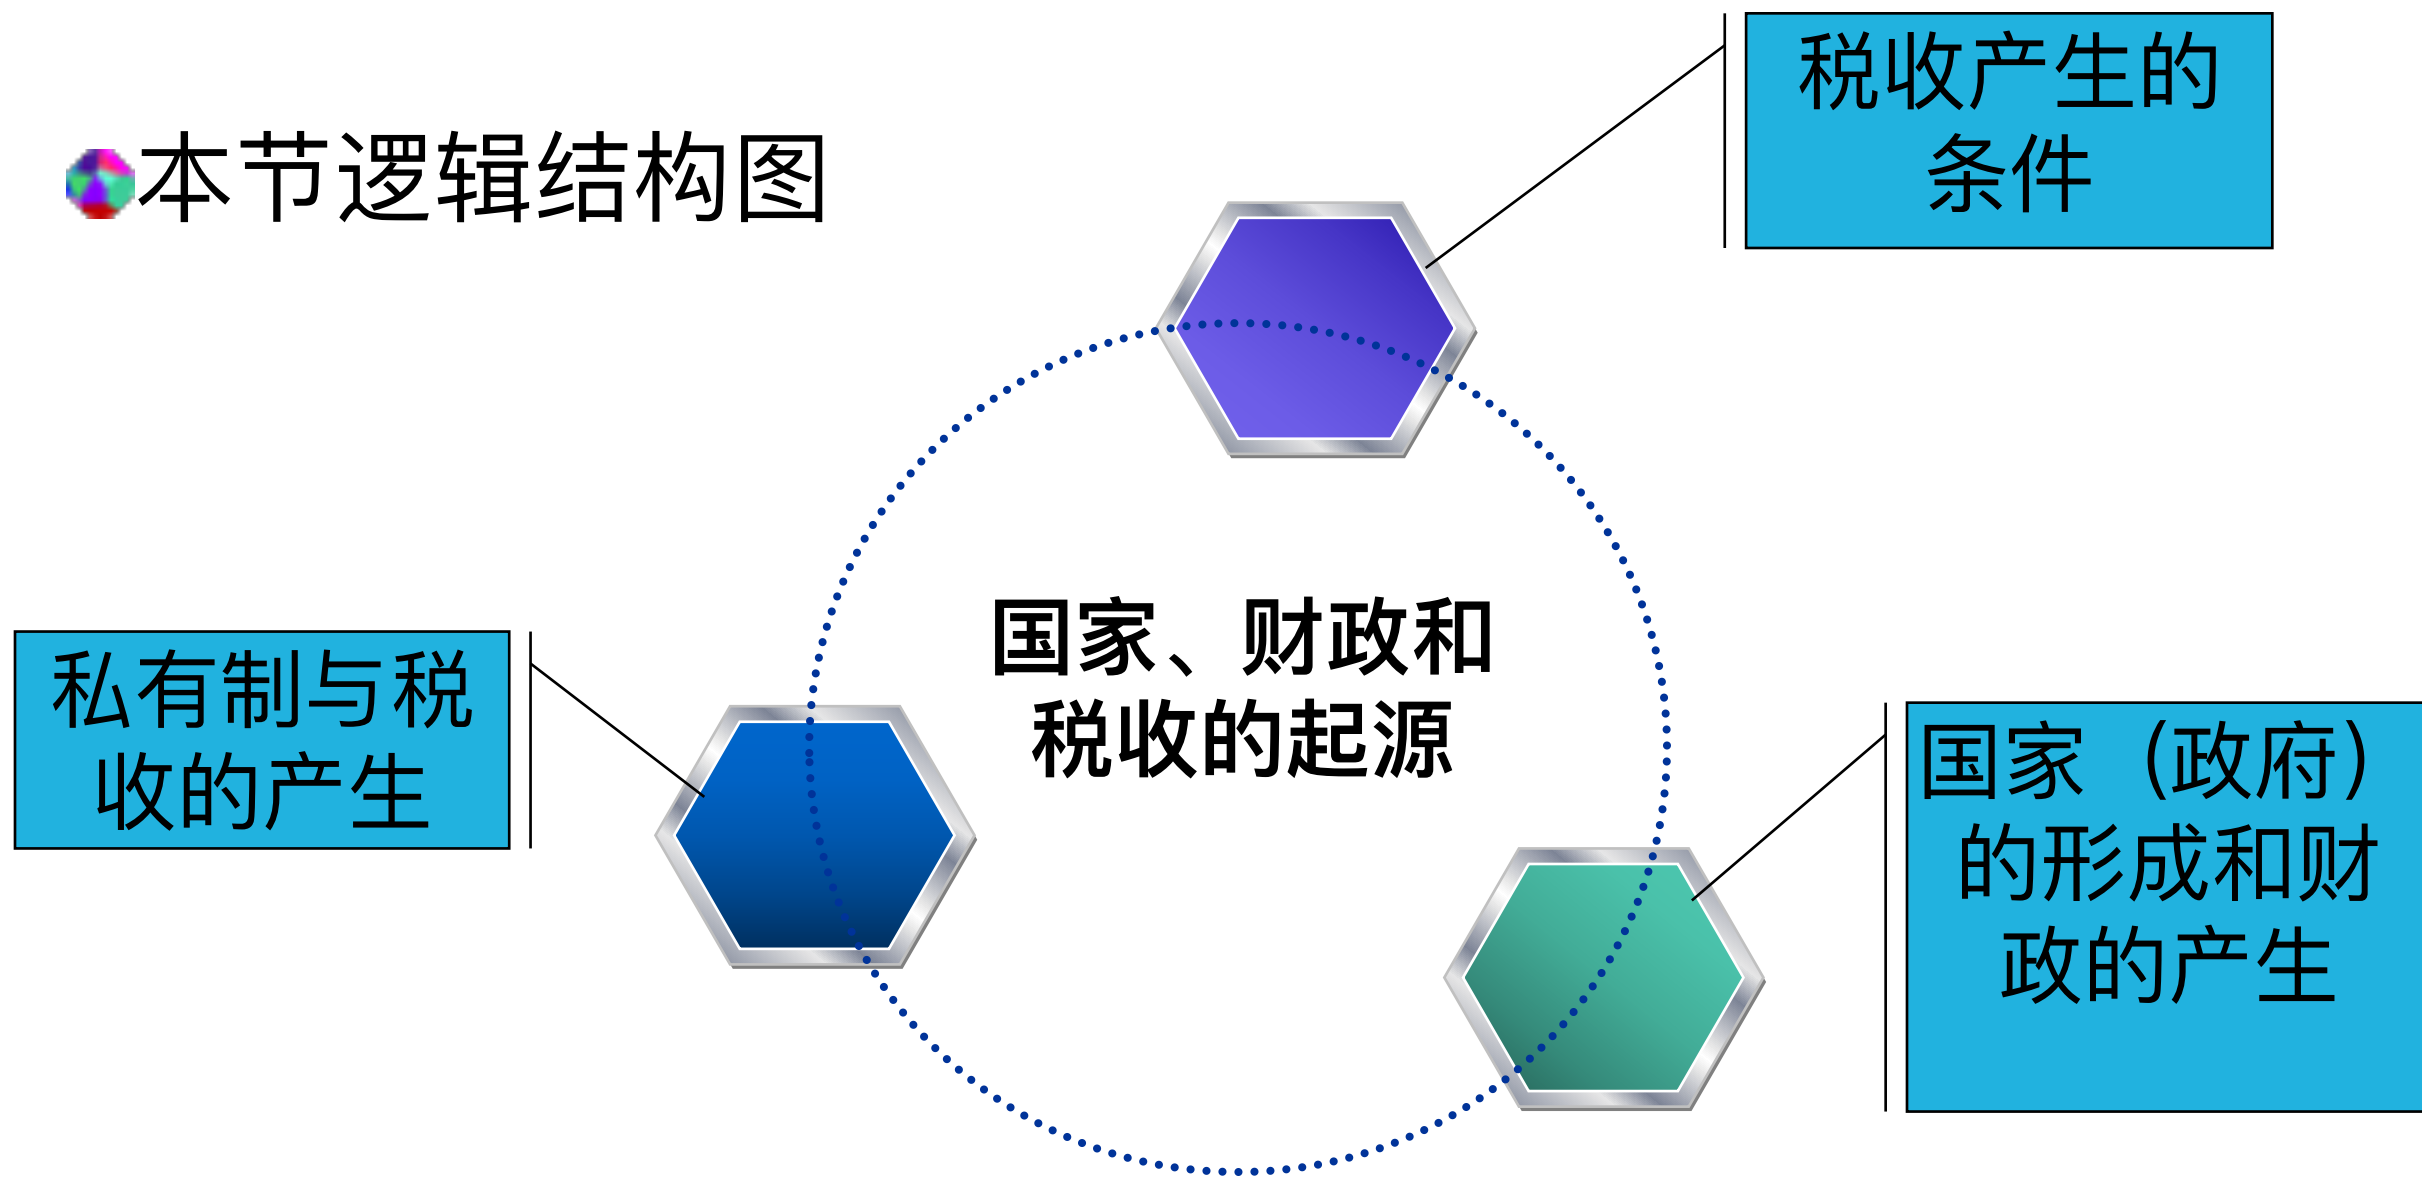 本节逻辑结构图
税收产生的
条件
国家、财政和
税收的起源
私有制与税
收的产生
国家（政府）
的形成和财
政的产生